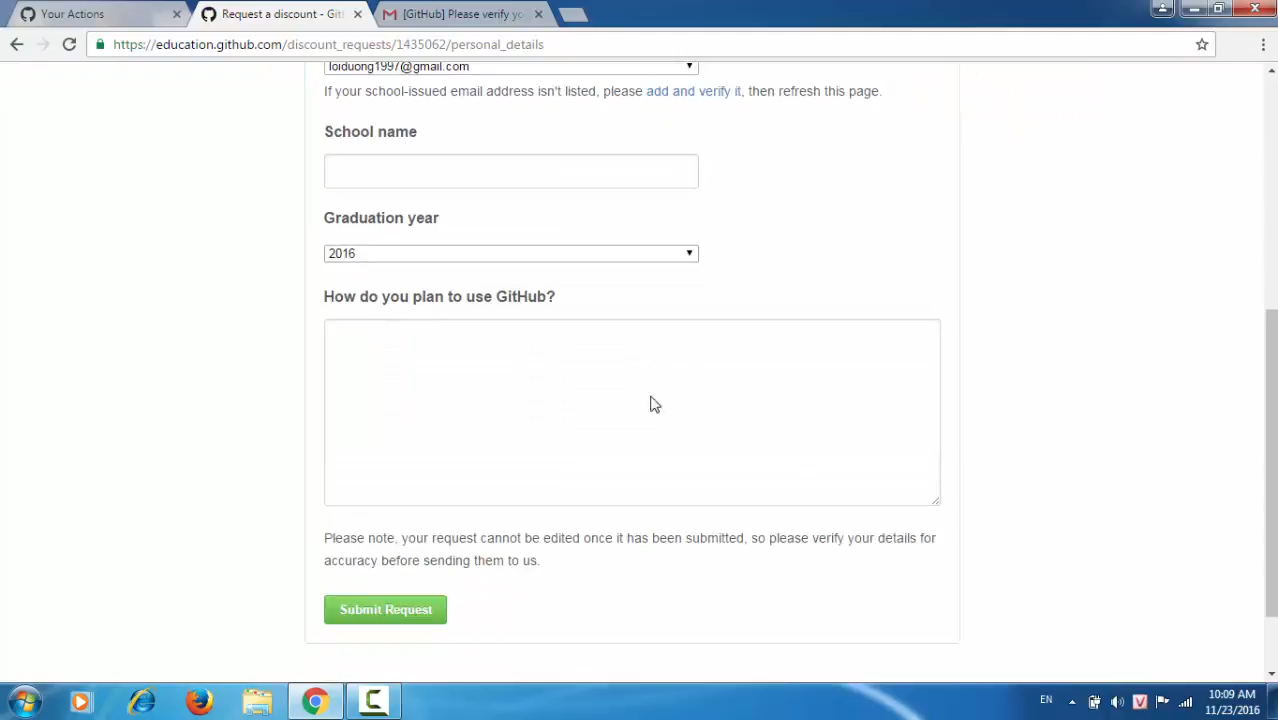 Your Actions
Request a discount - Git
[GitHub] Please verify yo
https://education.github.com/discount_requests/1435062/personal_details
loiduong1997@gmail.com
If your school-issued email address isn't listed, please add and verify it, then refresh this page.
School name
Graduation year
2016
How do you plan to use GitHub?
Please note, your request cannot be edited once it has been submitted, so please verify your details for
accuracy before sending them to us.
Submit Request
EN
10:09 AM
11/23/2016